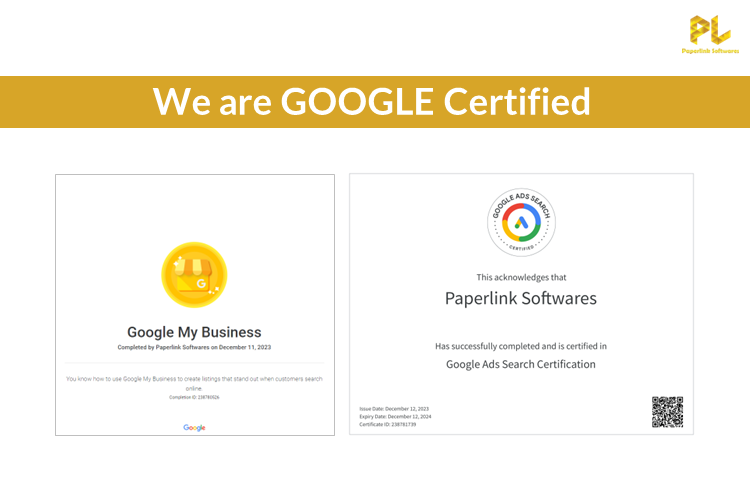 PL
Paperlink Softwares
We are GOOGLE Certified
G
Google My Business
Completed by Paperlink Softwares on December 11, 2023
You know how to use Google My Business to create listings that stand out when customers search
online.
Completion ID: 238780026
Google
GOOGLE ADS SEARCH
CERTIFIED
This acknowledges that
Paperlink Softwares
Has successfully completed and is certified in
Google Ads Search Certification
Issue Date: December 12, 2023
Expiry Date: December 12, 2024
Certificate ID: 238781739